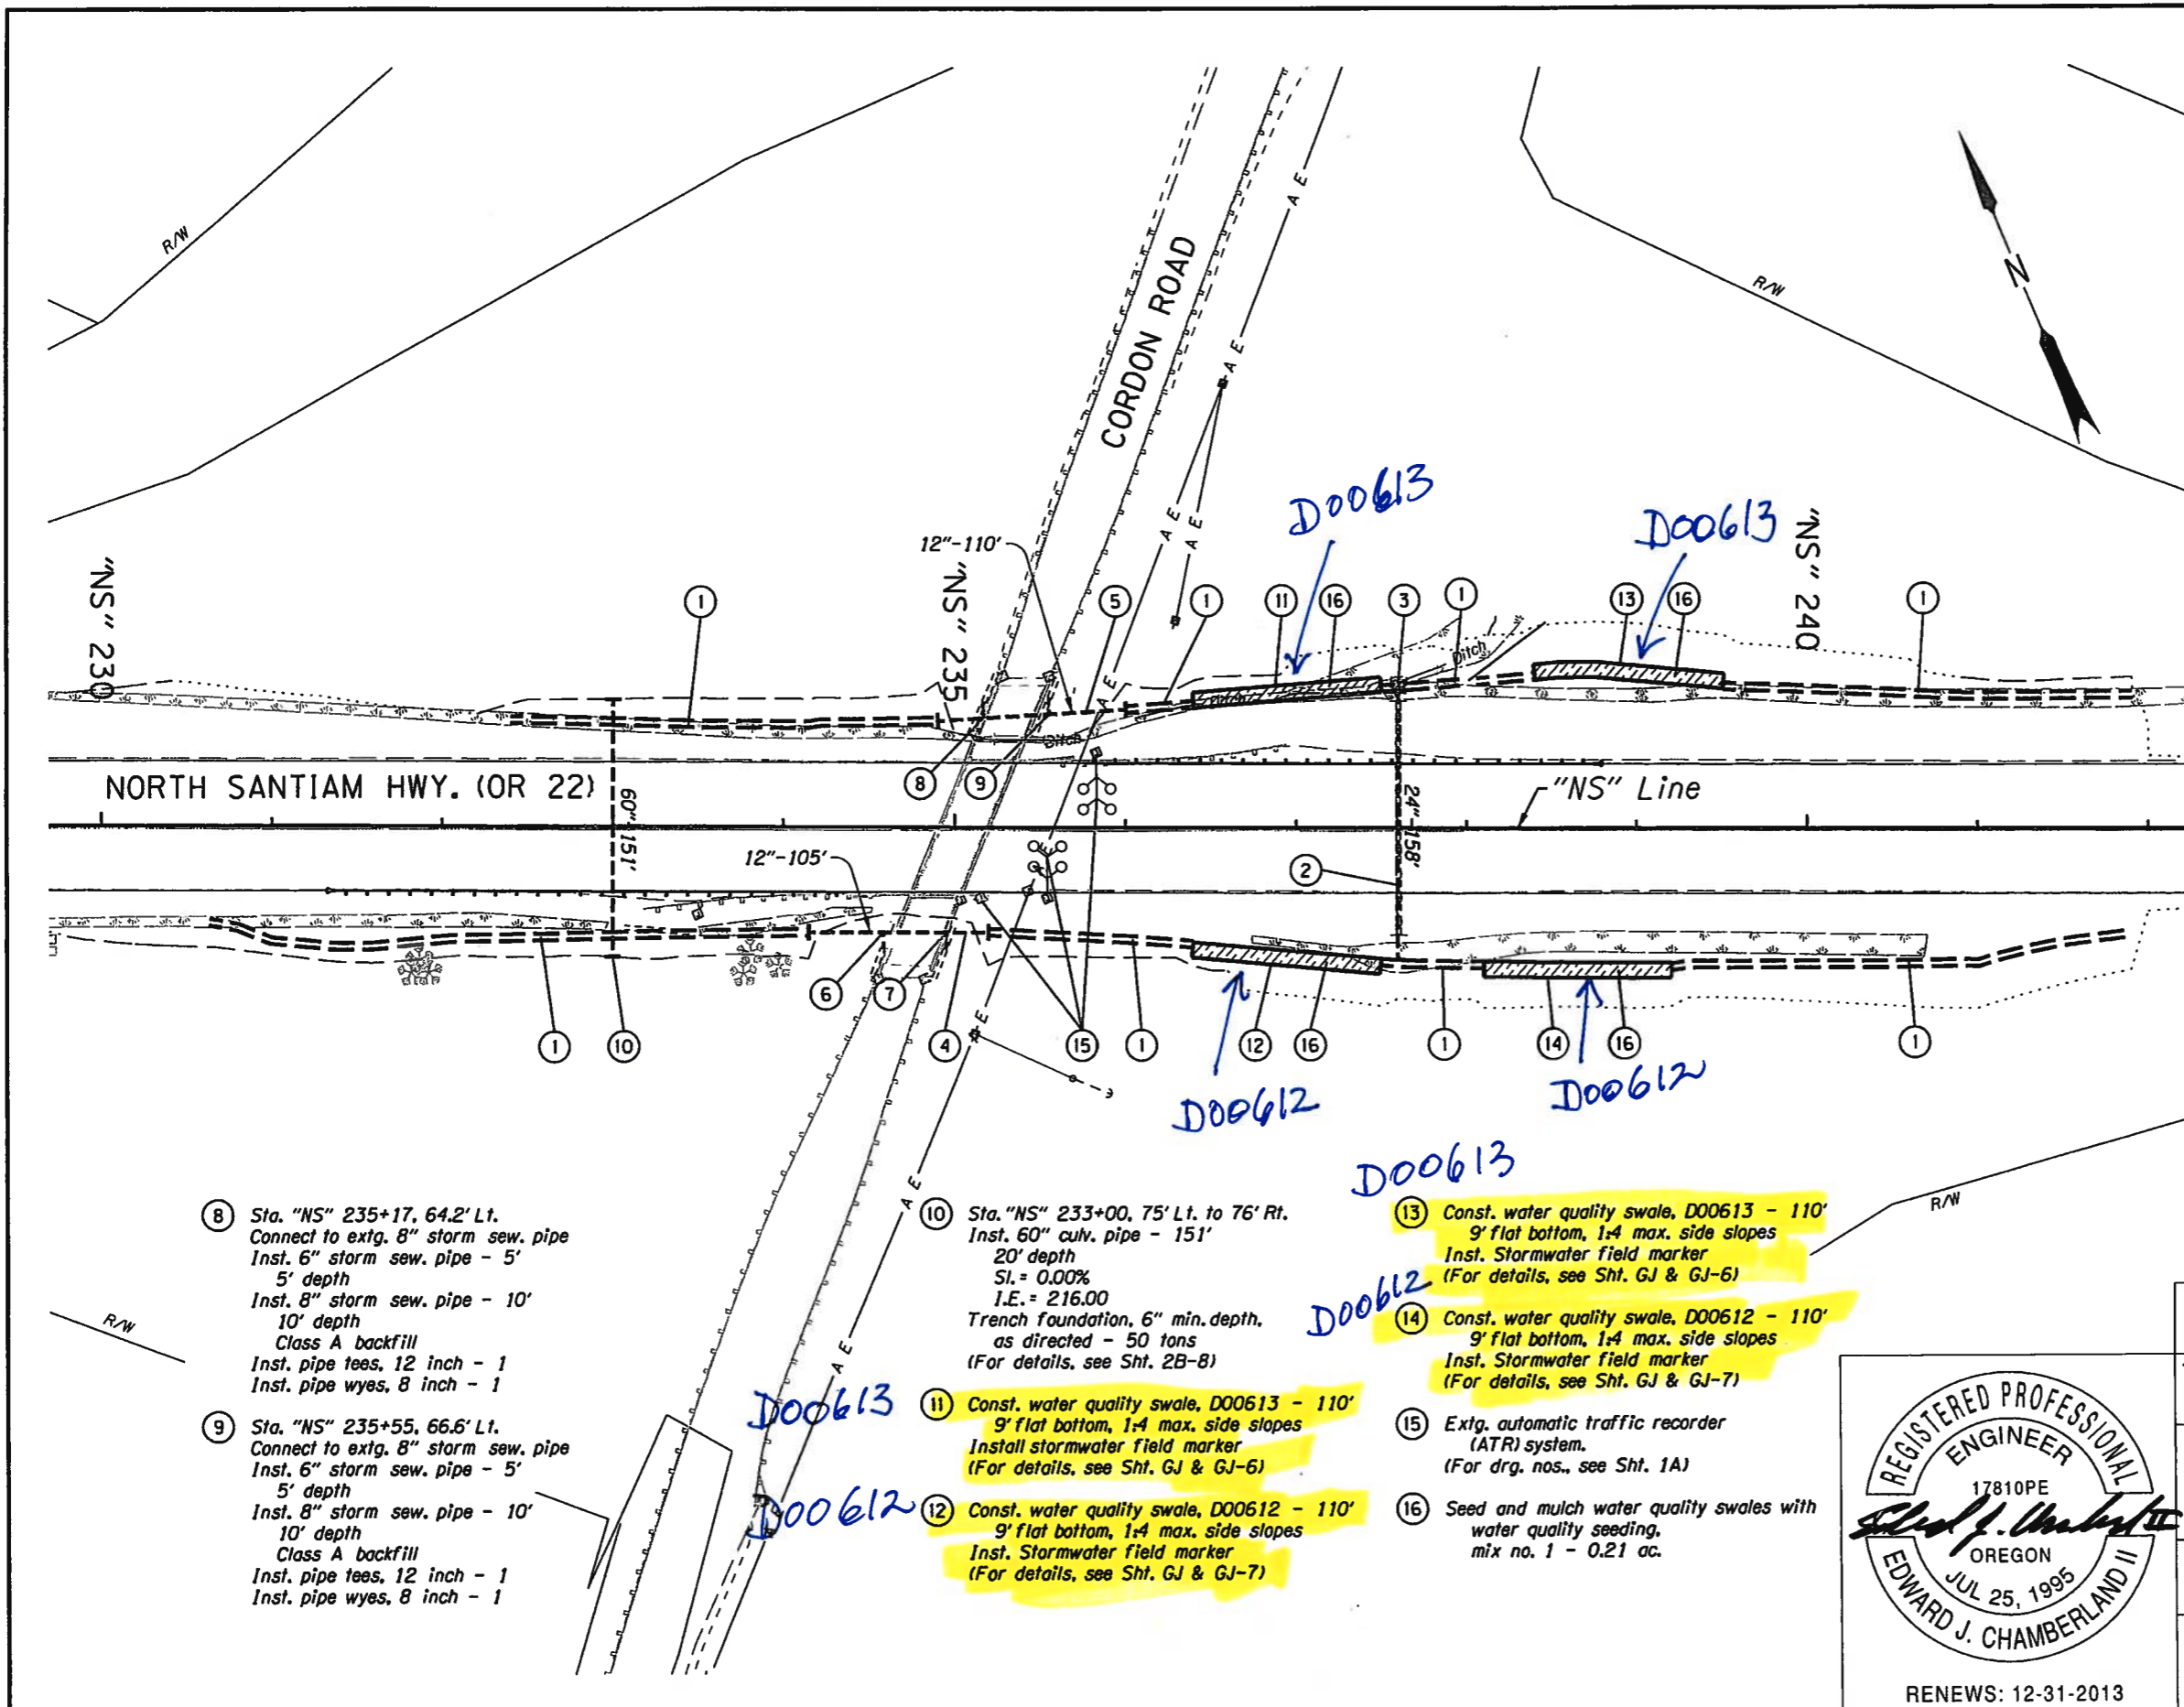 R/W
R/W
CORDON ROAD
A E
A E
A E
A E
N
D00613
D00613
12"-110'
"NS" 230
"NS" 235
"NS" 240
1
5
1
11
16
3
1
13
16
1
Ditch
Ditch
8
9
NORTH SANTIAM HWY. (OR 22)
60"-151'
24"-158'
"NS" Line
12"-105'
2
6
7
1
10
4
15
1
12
16
1
14
16
1
A E
D00612
D00612
A E
A E
R/W
R/W
8 Sta. "NS" 235+17, 64.2' Lt.
Connect to extg. 8" storm sew. pipe
Inst. 6" storm sew. pipe - 5'
5' depth
Inst. 8" storm sew. pipe - 10'
10' depth
Class A backfill
Inst. pipe tees, 12 inch - 1
Inst. pipe wyes, 8 inch - 1
9 Sta. "NS" 235+55, 66.6' Lt.
Connect to extg. 8" storm sew. pipe
Inst. 6" storm sew. pipe - 5'
5' depth
Inst. 8" storm sew. pipe - 10'
10' depth
Class A backfill
Inst. pipe tees, 12 inch - 1
Inst. pipe wyes, 8 inch - 1
10 Sta. "NS" 233+00, 75' Lt. to 76' Rt.
Inst. 60" culv. pipe - 151'
20' depth
Sl. = 0.00%
I.E. = 216.00
Trench foundation, 6" min. depth,
as directed - 50 tons
(For details, see Sht. 2B-8)
D00613
11 Const. water quality swale, D00613 - 110'
9' flat bottom, 1:4 max. side slopes
Install stormwater field marker
(For details, see Sht. GJ & GJ-6)
D00612
12 Const. water quality swale, D00612 - 110'
9' flat bottom, 1:4 max. side slopes
Inst. Stormwater field marker
(For details, see Sht. GJ & GJ-7)
D00613
13 Const. water quality swale, D00613 - 110'
9' flat bottom, 1:4 max. side slopes
Inst. Stormwater field marker
(For details, see Sht. GJ & GJ-6)
D00612
14 Const. water quality swale, D00612 - 110'
9' flat bottom, 1:4 max. side slopes
Inst. Stormwater field marker
(For details, see Sht. GJ & GJ-7)
15 Extg. automatic traffic recorder
(ATR) system.
(For drg. nos., see Sht. 1A)
16 Seed and mulch water quality swales with
water quality seeding,
mix no. 1 - 0.21 ac.
REGISTERED PROFESSIONAL
ENGINEER
17810PE
OREGON
JUL 25, 1995
EDWARD J. CHAMBERLAND II
RENEWS: 12-31-2013